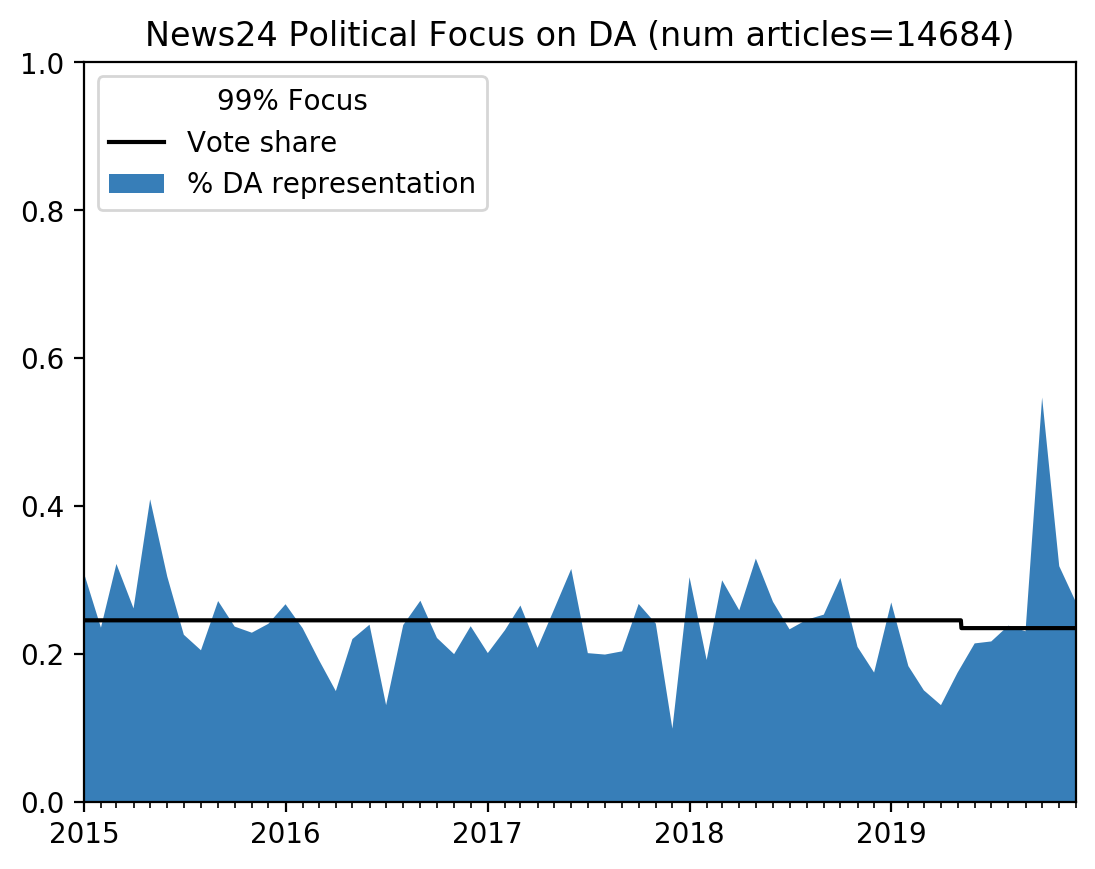 News24 Political Focus on DA (num articles=14684)
1.0
0.8
0.6
0.4
0.2
0.0
99% Focus
Vote share
% DA representation
2015 2016 2017 2018 2019